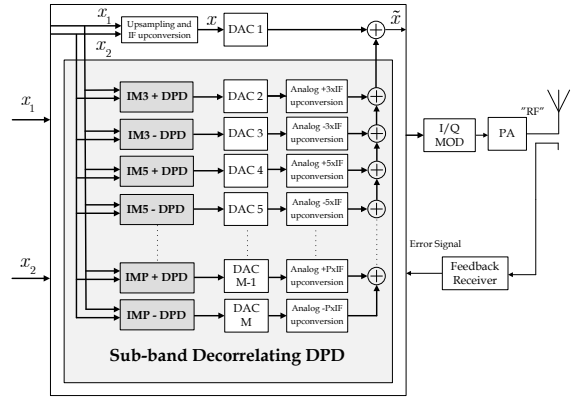 x₁
Upsampling and
IF upconversion
x
DAC 1
x̃
x₂
IM3 + DPD
DAC 2
Analog +3xIF
upconversion
x₁
IM3 - DPD
DAC 3
Analog -3xIF
upconversion
I/Q
MOD
PA
"RF"
IM5 + DPD
DAC 4
Analog +5xIF
upconversion
IM5 - DPD
DAC 5
Analog -5xIF
upconversion
Error Signal
Feedback
Receiver
x₂
IMP + DPD
DAC
M-1
Analog +PxIF
upconversion
IMP - DPD
DAC
M
Analog -PxIF
upconversion
Sub-band Decorrelating DPD